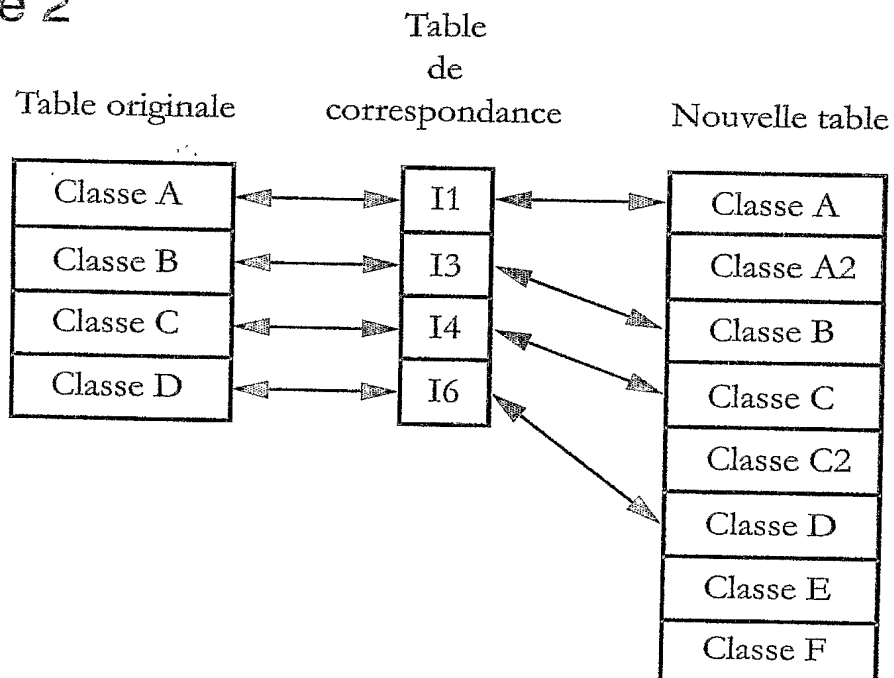 e 2
Table
de
correspondance
Table originale
Nouvelle table
Classe A
Classe B
Classe C
Classe D
I1
I3
I4
I6
Classe A
Classe A2
Classe B
Classe C
Classe C2
Classe D
Classe E
Classe F